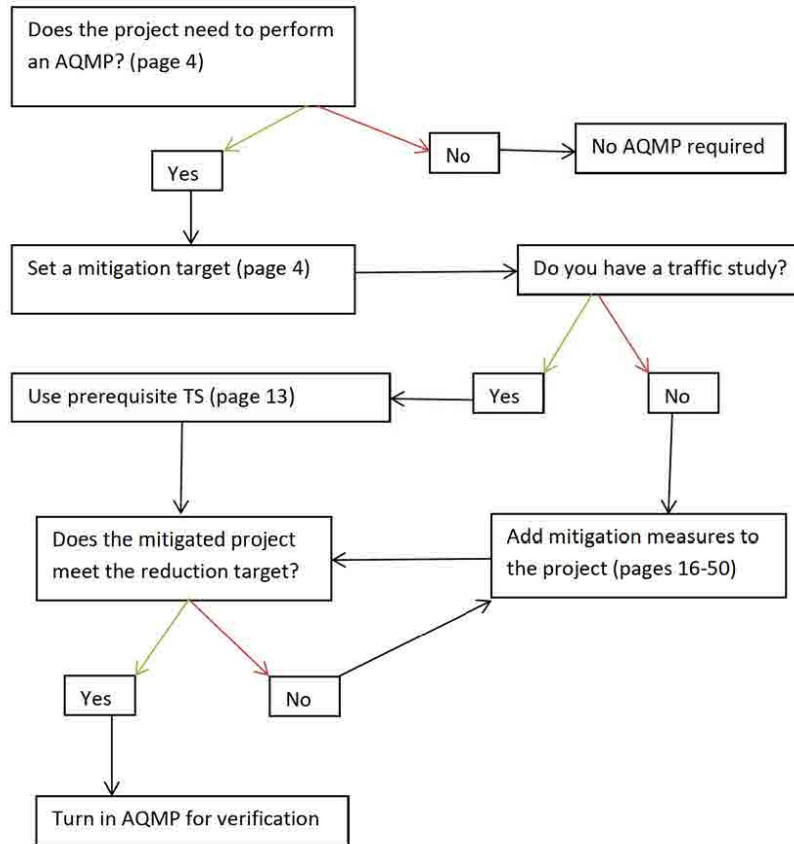 Does the project need to perform
an AQMP? (page 4)
Yes
No
No AQMP required
Set a mitigation target (page 4)
Do you have a traffic study?
Use prerequisite TS (page 13)
Yes
No
Does the mitigated project
meet the reduction target?
Add mitigation measures to
the project (pages 16-50)
Yes
No
Turn in AQMP for verification